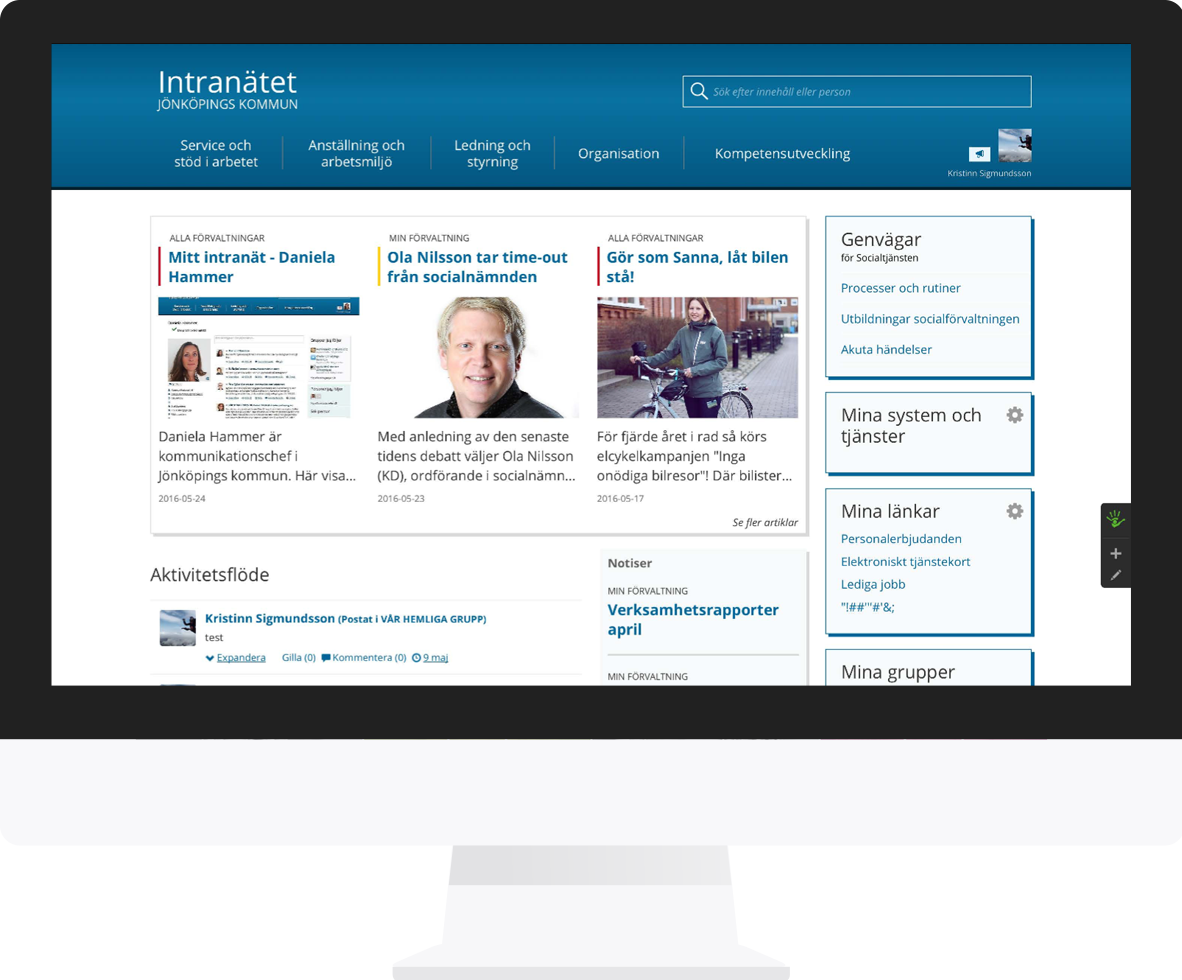 Intranätet
JÖNKÖPINGS KOMMUN
Sök efter innehåll eller person
Service och
stöd i arbetet
Anställning och
arbetsmiljö
Ledning och
styrning
Organisation
Kompetensutveckling
Kristinn Sigmundsson
ALLA FÖRVALTNINGAR
Mitt intranät - Daniela
Hammer
Daniela Hammer är
kommunikationschef i
Jönköpings kommun. Här visa...
2016-05-24
MIN FÖRVALTNING
Ola Nilsson tar time-out
från socialnämnden
Med anledning av den senaste
tidens debatt väljer Ola Nilsson
(KD), ordförande i socialnämn...
2016-05-23
ALLA FÖRVALTNINGAR
Gör som Sanna, låt bilen
stå!
För fjärde året i rad så körs
elcykelkampanjen "Inga
onödiga bilresor"! Där bilister...
2016-05-17
Se fler artiklar
Aktivitetsflöde
Kristinn Sigmundsson (Postat i VÅR HEMLIGA GRUPP)
test
Expandera Gilla (0) Kommentera (0) 9 maj
Notiser
MIN FÖRVALTNING
Verksamhetsrapporter
april
MIN FÖRVALTNING
Genvägar
för Socialtjänsten
Processer och rutiner
Utbildningar socialförvaltningen
Akuta händelser
Mina system och
tjänster
Mina länkar
Personalerbjudanden
Elektroniskt tjänstekort
Lediga jobb
"!##"'#'&;
Mina grupper